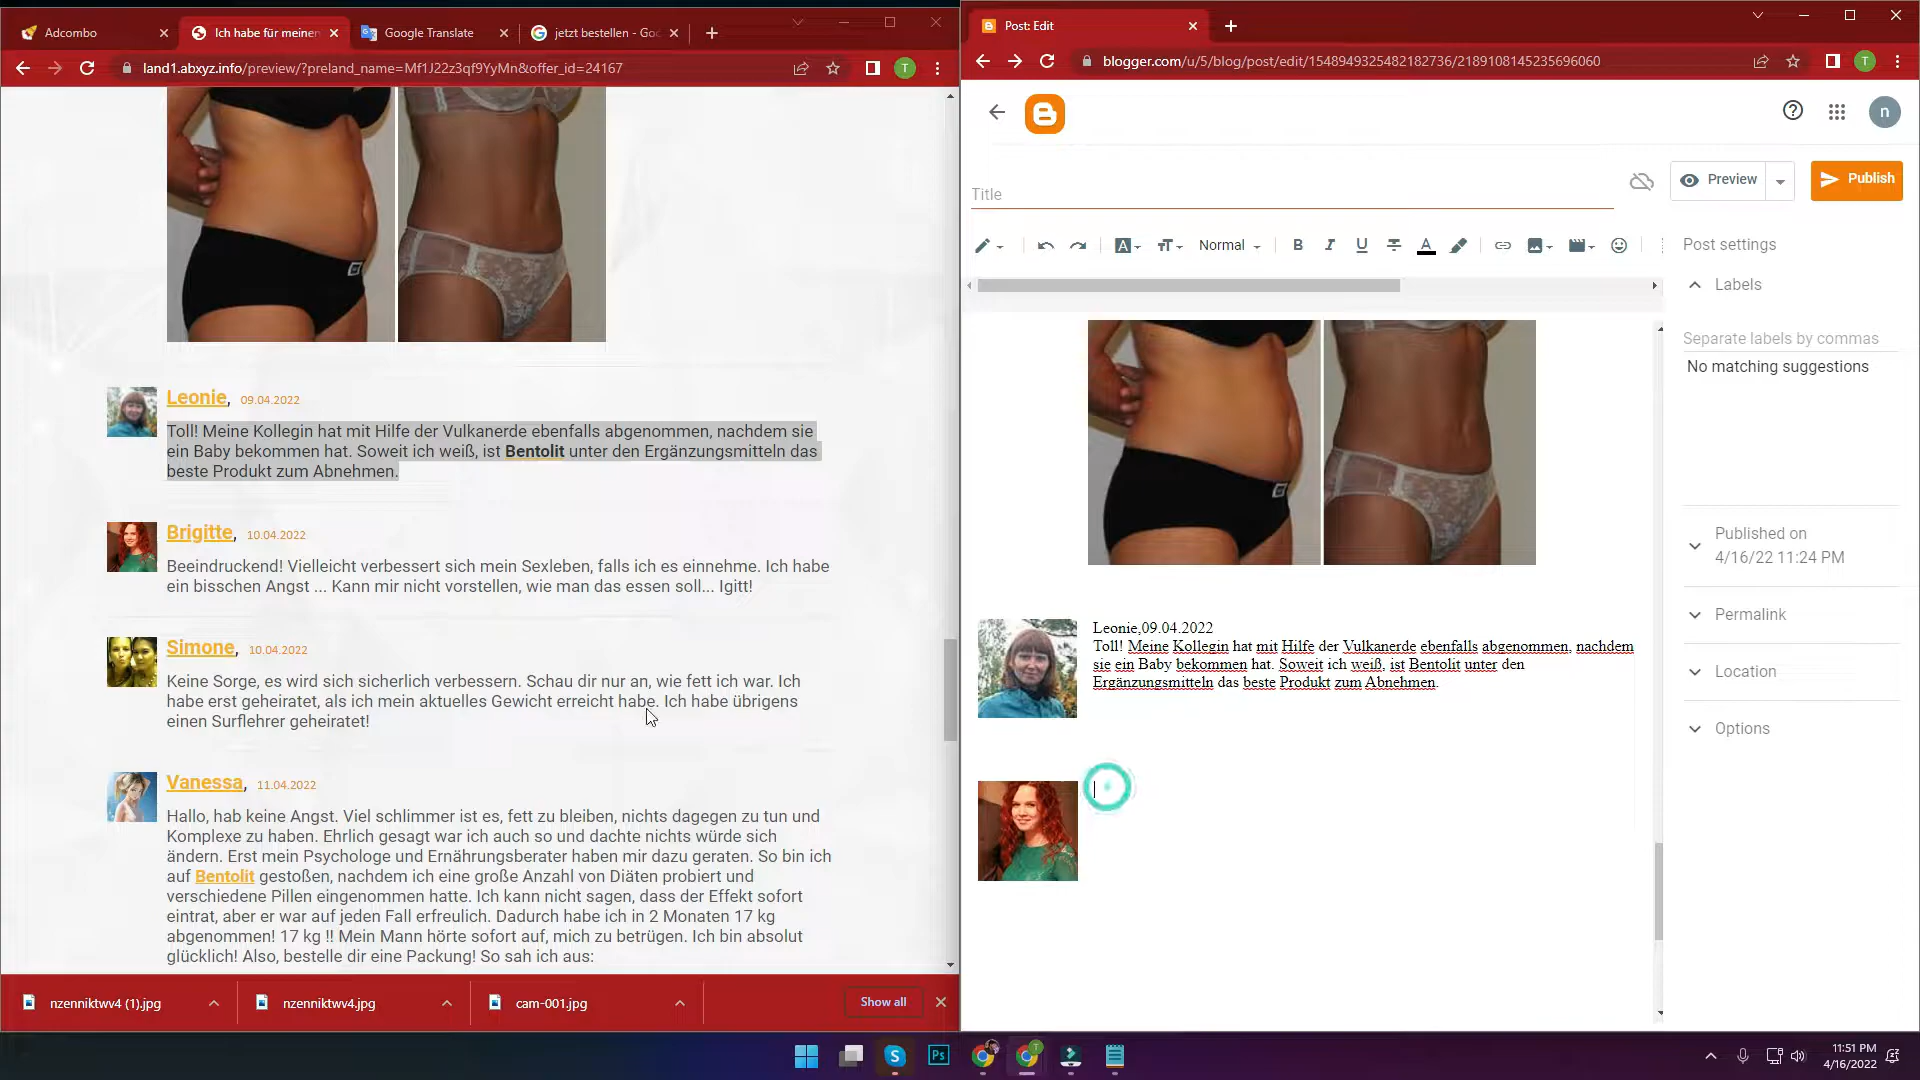 Adcombo
Ich habe für meinen
Google Translate
jetzt bestellen - Goo
land1.abxyz.info/preview/?preland_name=Mf1J22z3qf9YyMn&offer_id=24167
T
Leonie, 09.04.2022
Toll! Meine Kollegin hat mit Hilfe der Vulkanerde ebenfalls abgenommen, nachdem sie
ein Baby bekommen hat. Soweit ich weiß, ist Bentolit unter den Ergänzungsmitteln das
beste Produkt zum Abnehmen.
Brigitte, 10.04.2022
Beeindruckend! Vielleicht verbessert sich mein Sexleben, falls ich es einnehme. Ich habe
ein bisschen Angst ... Kann mir nicht vorstellen, wie man das essen soll... Igitt!
Simone, 10.04.2022
Keine Sorge, es wird sich sicherlich verbessern. Schau dir nur an, wie fett ich war. Ich
habe erst geheiratet, als ich mein aktuelles Gewicht erreicht habe. Ich habe übrigens
einen Surflehrer geheiratet!
Vanessa, 11.04.2022
Hallo, hab keine Angst. Viel schlimmer ist es, fett zu bleiben, nichts dagegen zu tun und
Komplexe zu haben. Ehrlich gesagt war ich auch so und dachte nichts würde sich
ändern. Erst mein Psychologe und Ernährungsberater haben mir dazu geraten. So bin ich
auf Bentolit gestoßen, nachdem ich eine große Anzahl von Diäten probiert und
verschiedene Pillen eingenommen hatte. Ich kann nicht sagen, dass der Effekt sofort
eintrat, aber er war auf jeden Fall erfreulich. Dadurch habe ich in 2 Monaten 17 kg
abgenommen! 17 kg !! Mein Mann hörte sofort auf, mich zu betrügen. Ich bin absolut
glücklich! Also, bestelle dir eine Packung! So sah ich aus:
nzenniktwv4 (1).jpg
nzenniktwv4.jpg
cam-001.jpg
Show all
Post: Edit
blogger.com/u/5/blog/post/edit/1548949325482182736/2189108145235696060
T
n
Title
Preview
Publish
Normal
B
I
U
A
Post settings
Labels
Separate labels by commas
No matching suggestions
Published on
4/16/22 11:24 PM
Permalink
Location
Options
Leonie,09.04.2022
Toll! Meine Kollegin hat mit Hilfe der Vulkanerde ebenfalls abgenommen, nachdem
sie ein Baby bekommen hat. Soweit ich weiß, ist Bentolit unter den
Ergänzungsmitteln das beste Produkt zum Abnehmen.
Ps
11:51 PM
4/16/2022